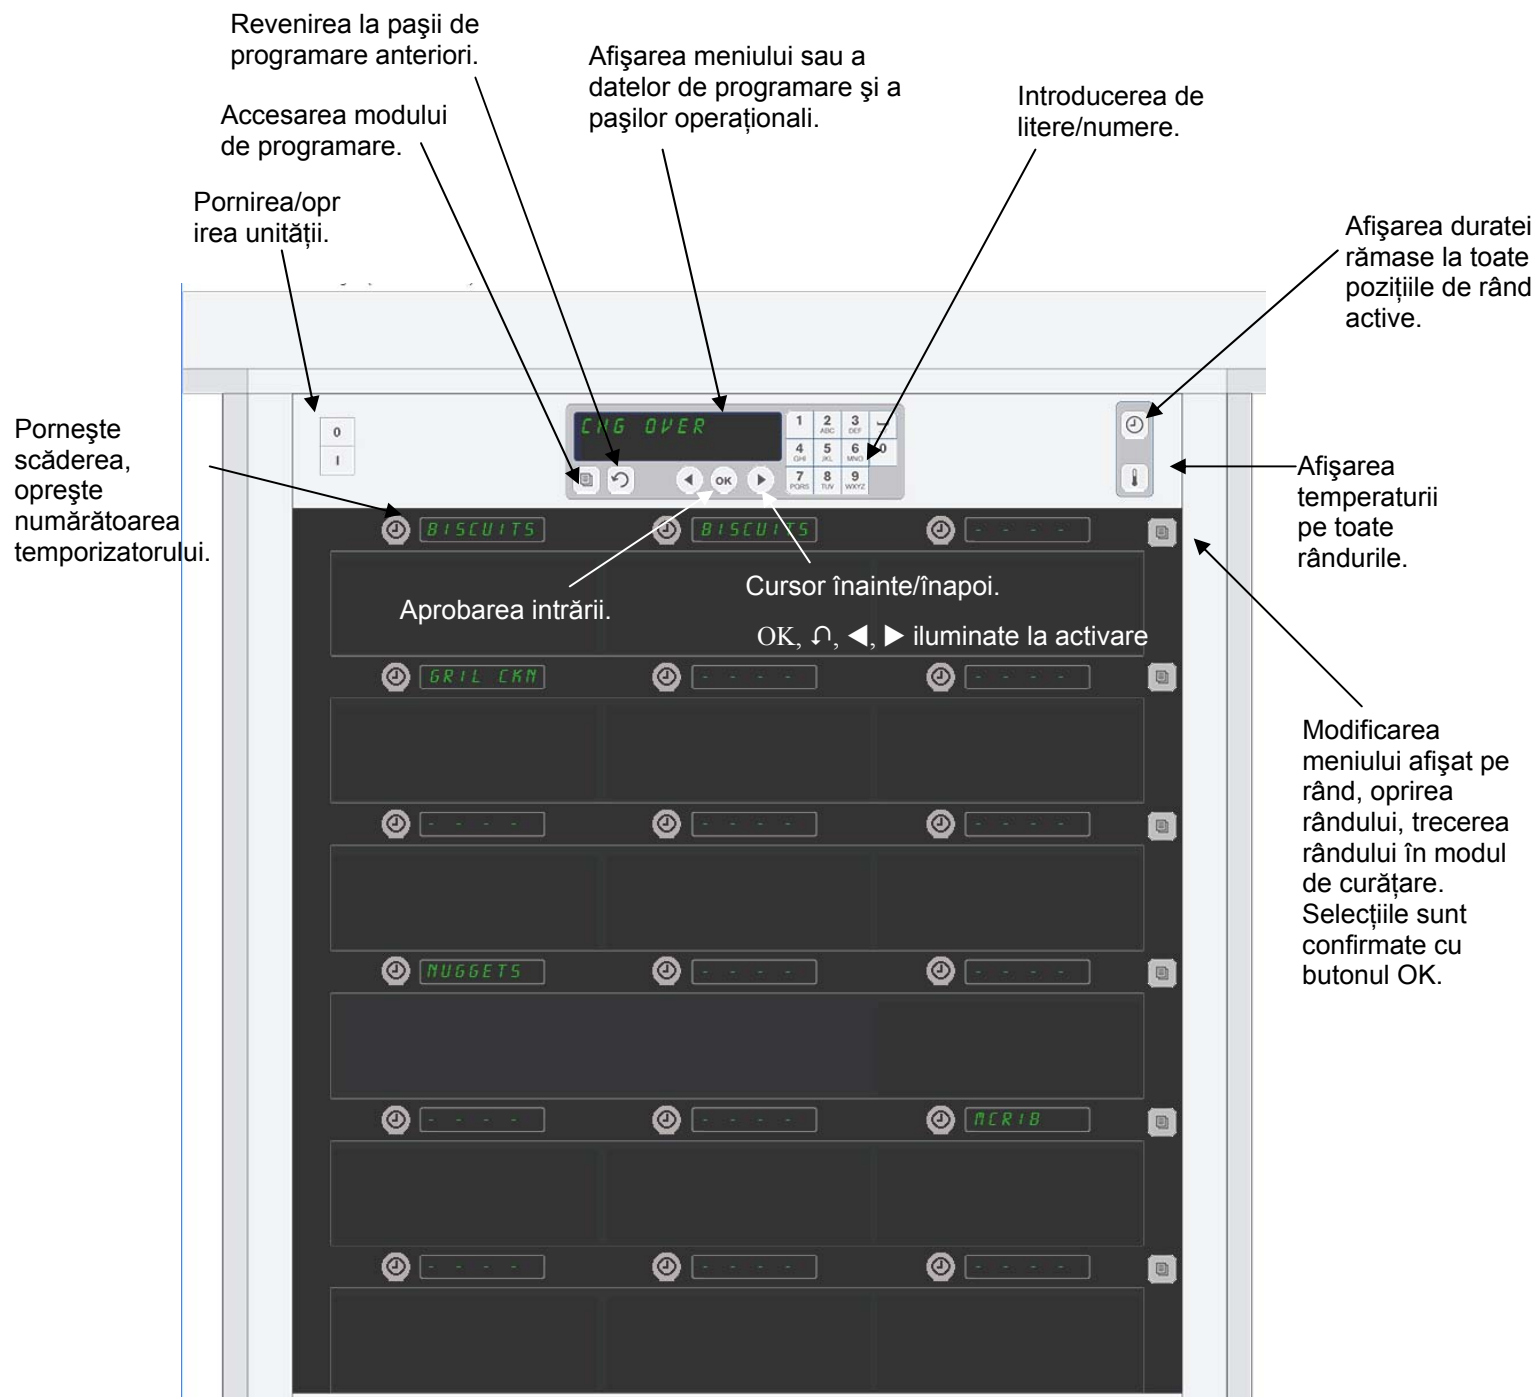 Revenirea la paşii de
programare anteriori.
Afişarea meniului sau a
datelor de programare şi a
paşilor operaţionali.
Introducerea de
litere/numere.
Accesarea modului
de programare.
Pornirea/opr
irea unităţii.
Afişarea duratei
rămase la toate
poziţiile de rând
active.
Porneşte
scăderea,
opreşte
numărătoarea
temporizatorului.
0
I
CHG OVER
1 2 ABC 3 DEF
4 GHI 5 JKL 6 MNO 0
7 PQRS 8 TUV 9 WXYZ
OK
Afişarea
temperaturii
pe toate
rândurile.
BISCUITS BISCUITS - - - -
Aprobarea intrării.
Cursor înainte/înapoi.
OK, ↶, ◀, ▶ iluminate la activare
GRIL CKN - - - - - - - -
Modificarea
meniului afişat pe
rând, oprirea
rândului, trecerea
rândului în modul
de curăţare.
Selecţiile sunt
confirmate cu
butonul OK.
- - - - - - - - - - - -
NUGGETS - - - - - - - -
- - - - - - - - MCRIB
- - - - - - - - - - - -